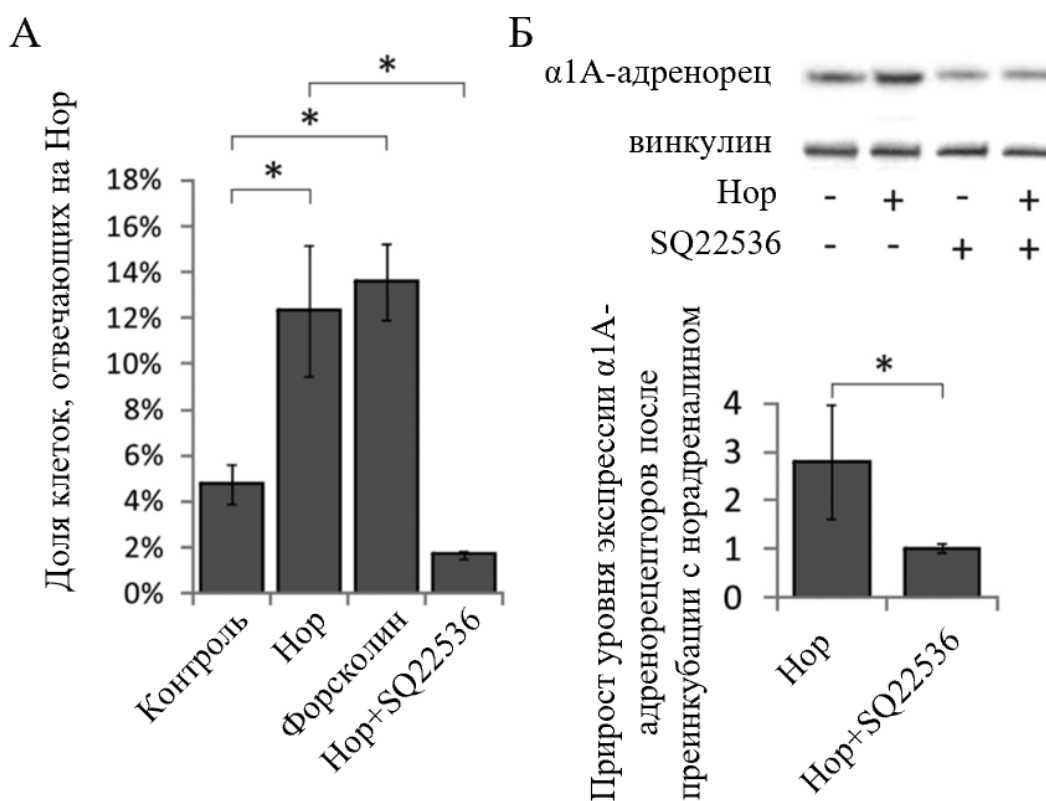 А
Доля клеток, отвечающих на Нор
18%
16%
14%
12%
10%
8%
6%
4%
2%
0%
*
*
*
Контроль
Нор
Форсколин
Нор+SQ22536
Б
α1А-адренорец
винкулин
Нор - + - +
SQ22536 - - + +
Прирост уровня экспрессии α1А-
адренорецепторов после
преинкубации с норадреналином
4
3
2
1
0
*
Нор
Нор+SQ22536